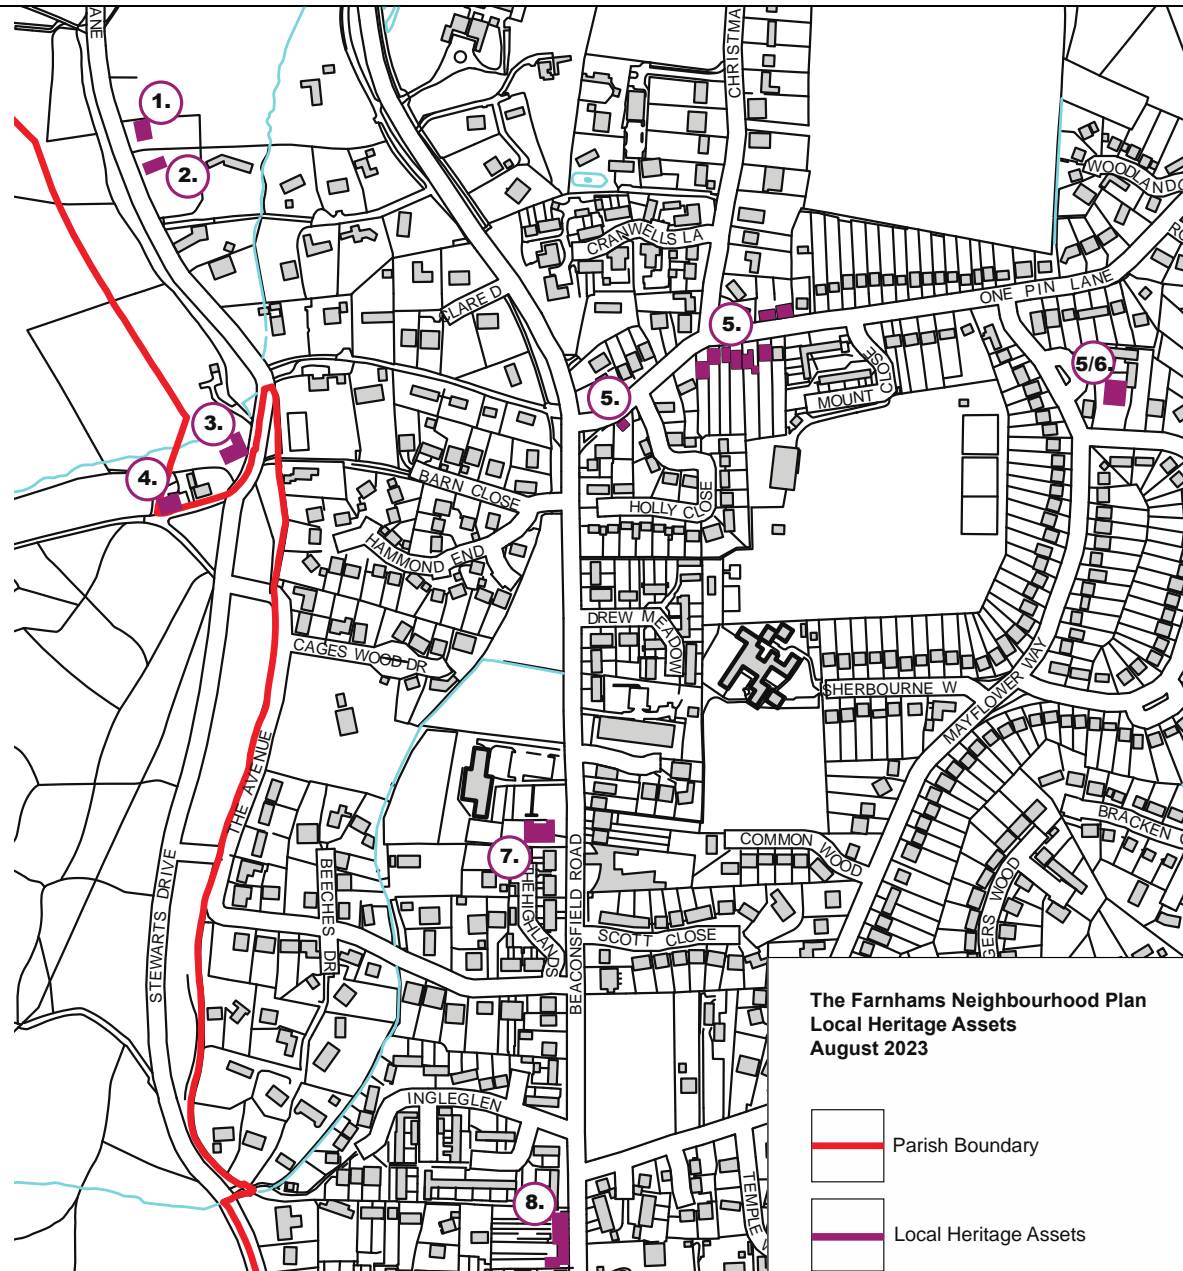 ANE
CHRISTMA
1.
2.
WOODLAND
CRANWELLS LA
CLARE D
ONE PIN LANE
5.
5/6.
CLOSE
MOUNT
5.
3.
4.
BARN CLOSE
HOLLY CLOSE
HAMMOND END
DREW MEADOW
CAGES WOOD DR
SHERBOURNE W
MAYFLOWER WAY
THE AVENUE
STEWARTS DRIVE
BEECHES DR
7.
THE HIGHLANDS
BEACONSFIELD ROAD
COMMON WOOD
BRACKEN
GERS WOOD
SCOTT CLOSE
INGLEGLEN
TEMPLE
8.
The Farnhams Neighbourhood Plan
Local Heritage Assets
August 2023
Parish Boundary
Local Heritage Assets